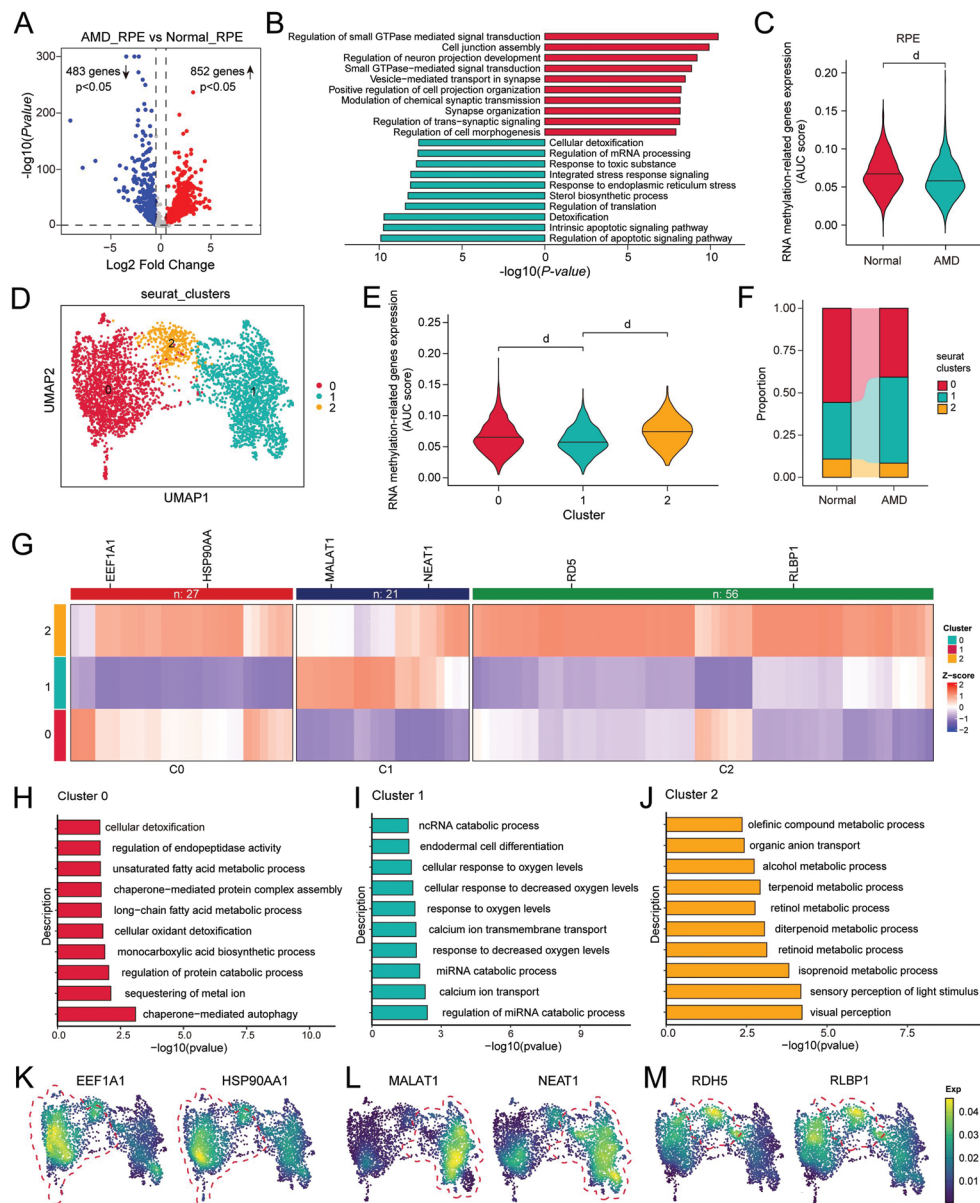 A
AMD_RPE vs Normal_RPE
300
483 genes
p<0.05
852 genes
p<0.05
200
100
0
-log10(Pvalue)
−5
0
5
Log2 Fold Change
B
Regulation of small GTPase mediated signal transduction
Cell junction assembly
Regulation of neuron projection development
Small GTPase−mediated signal transduction
Vesicle−mediated transport in synapse
Positive regulation of cell projection organization
Modulation of chemical synaptic transmission
Synapse organization
Regulation of trans−synaptic signaling
Regulation of cell morphogenesis
Cellular detoxification
Regulation of mRNA processing
Response to toxic substance
Integrated stress response signaling
Response to endoplasmic reticulum stress
Sterol biosynthetic process
Regulation of translation
Detoxification
Intrinsic apoptotic signaling pathway
Regulation of apoptotic signaling pathway
10
5
0
5
10
-log10(P-value)
C
RPE
d
0.20
0.15
0.10
0.05
0.00
RNA methylation-related genes expression
(AUC score)
Normal
AMD
D
seurat_clusters
0
1
2
0
1
2
UMAP2
UMAP1
E
0.25
0.20
0.15
0.10
0.05
0.00
d
d
RNA methylation-related genes expression
(AUC score)
0
1
2
Cluster
F
1.00
0.75
0.50
0.25
0.00
Proportion
Normal
AMD
seurat
clusters
0
1
2
G
EEF1A1
HSP90AA
MALAT1
NEAT1
RD5
RLBP1
n: 27
n: 21
n: 56
2
1
0
C0
C1
C2
Cluster
0
1
2
Z−score
2
1
0
−1
−2
H
Cluster 0
cellular detoxification
regulation of endopeptidase activity
unsaturated fatty acid metabolic process
chaperone−mediated protein complex assembly
long−chain fatty acid metabolic process
cellular oxidant detoxification
monocarboxylic acid biosynthetic process
regulation of protein catabolic process
sequestering of metal ion
chaperone−mediated autophagy
Description
0.0
2.5
5.0
7.5
10.0
−log10(pvalue)
I
Cluster 1
ncRNA catabolic process
endodermal cell differentiation
cellular response to oxygen levels
cellular response to decreased oxygen levels
response to oxygen levels
calcium ion transmembrane transport
response to decreased oxygen levels
miRNA catabolic process
calcium ion transport
regulation of miRNA catabolic process
Description
0
3
6
9
−log10(pvalue)
J
Cluster 2
olefinic compound metabolic process
organic anion transport
alcohol metabolic process
terpenoid metabolic process
retinol metabolic process
diterpenoid metabolic process
retinoid metabolic process
isoprenoid metabolic process
sensory perception of light stimulus
visual perception
Description
0.0
2.5
5.0
7.5
−log10(pvalue)
K
EEF1A1
HSP90AA1
L
MALAT1
NEAT1
M
RDH5
RLBP1
Exp
0.04
0.03
0.02
0.01